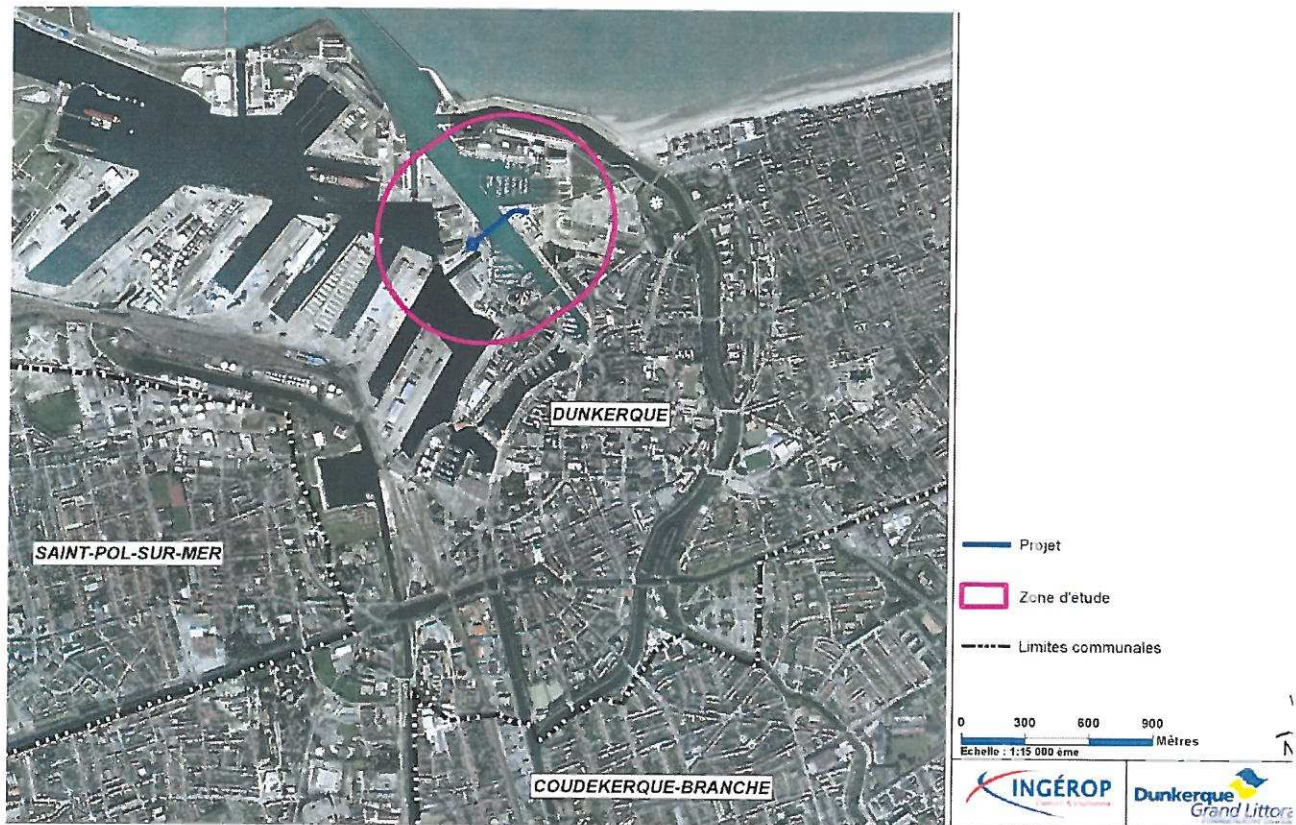 DUNKERQUE
SAINT-POL-SUR-MER
COUDEKERQUE-BRANCHE
Projet
Zone d'etude
Limites communales
0 300 600 900
Mètres
Echelle : 1:15 000 ème
N
INGÉROP
Dunkerque
Grand Littora